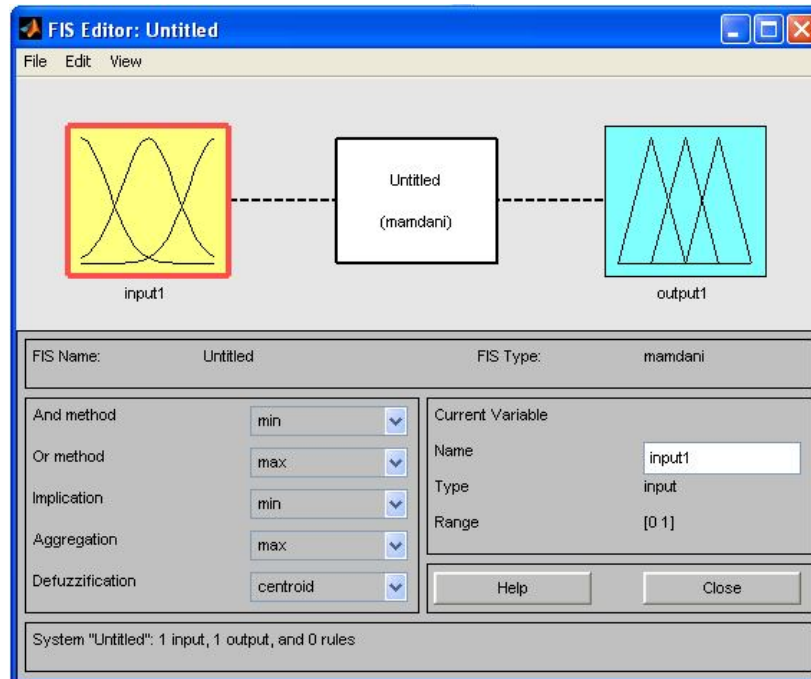 FIS Editor: Untitled
File Edit View
Untitled
(mamdani)
input1
output1
FIS Name: Untitled FIS Type: mamdani
And method min
Or method max
Implication min
Aggregation max
Defuzzification centroid
Current Variable
Name input1
Type input
Range [0 1]
Help Close
System "Untitled": 1 input, 1 output, and 0 rules